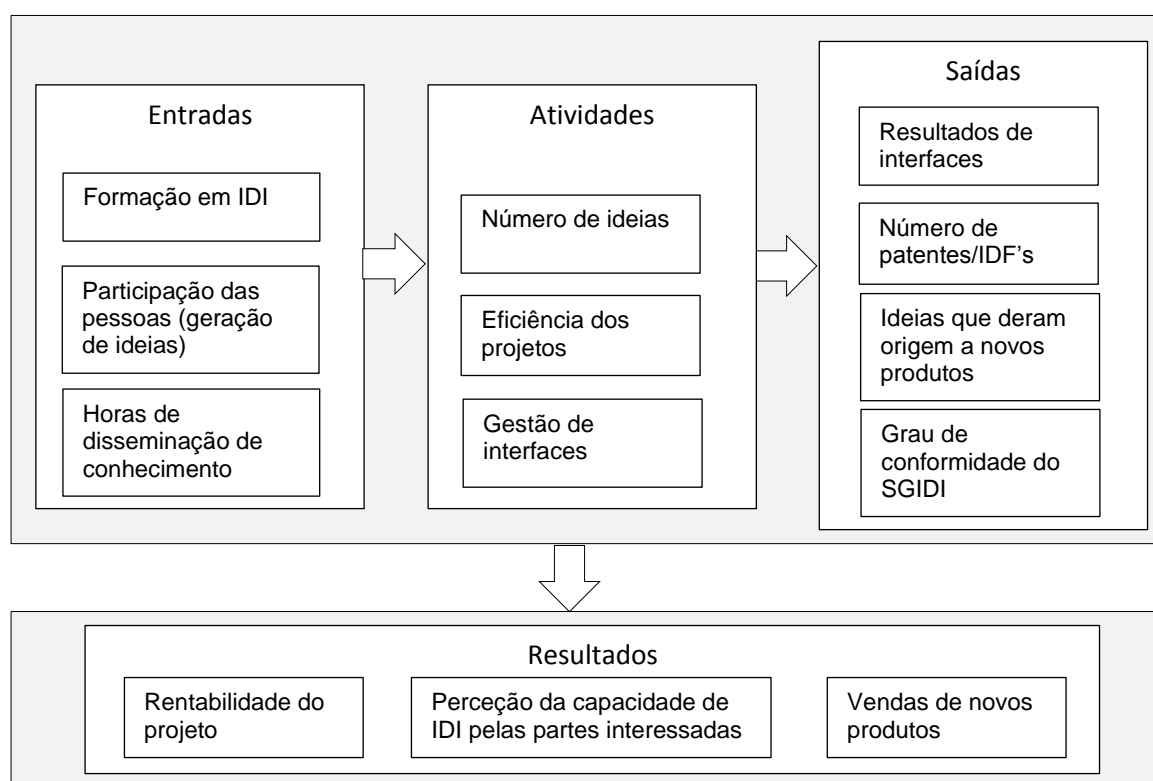 Entradas
Formação em IDI
Participação das
pessoas (geração
de ideias)
Horas de
disseminação de
conhecimento
Atividades
Número de ideias
Eficiência dos
projetos
Gestão de
interfaces
Saídas
Resultados de
interfaces
Número de
patentes/IDF’s
Ideias que deram
origem a novos
produtos
Grau de
conformidade do
SGIDI
Resultados
Rentabilidade do
projeto
Perceção da capacidade de
IDI pelas partes interessadas
Vendas de novos
produtos